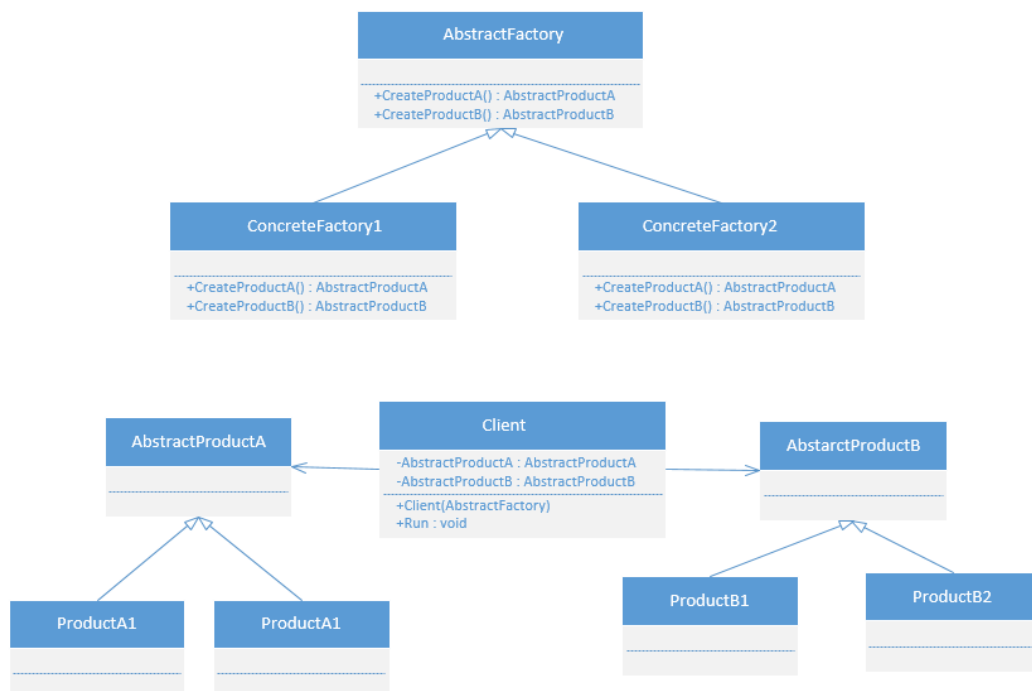 AbstractFactory
+CreateProductA() : AbstractProductA
+CreateProductB() : AbstractProductB
ConcreteFactory1
+CreateProductA() : AbstractProductA
+CreateProductB() : AbstractProductB
ConcreteFactory2
+CreateProductA() : AbstractProductA
+CreateProductB() : AbstractProductB
AbstractProductA
Client
-AbstractProductA : AbstractProductA
-AbstractProductB : AbstractProductB
+Client(AbstractFactory)
+Run : void
AbstarctProductB
ProductA1
ProductA1
ProductB1
ProductB2